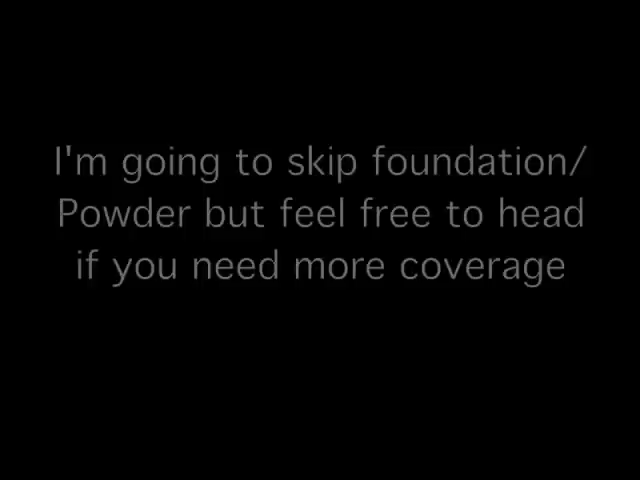 I'm going to skip foundation/
Powder but feel free to head
if you need more coverage